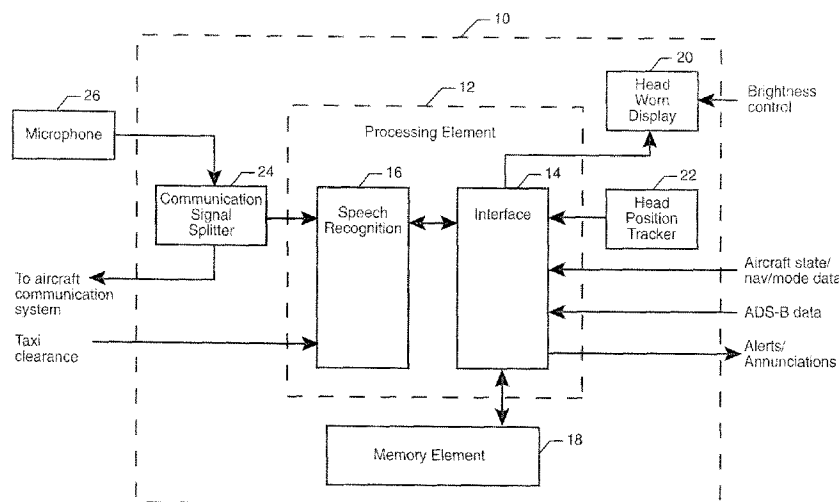 10
20
Head
Worn
Display
Brightness
control
26
Microphone
12
Processing Element
24
Communication
Signal
Splitter
16
Speech
Recognition
14
Interface
22
Head
Position
Tracker
To aircraft
communication
system
Aircraft state/
nav/mode data
ADS-B data
Taxi
clearance
Alerts/
Annunciations
Memory Element
18